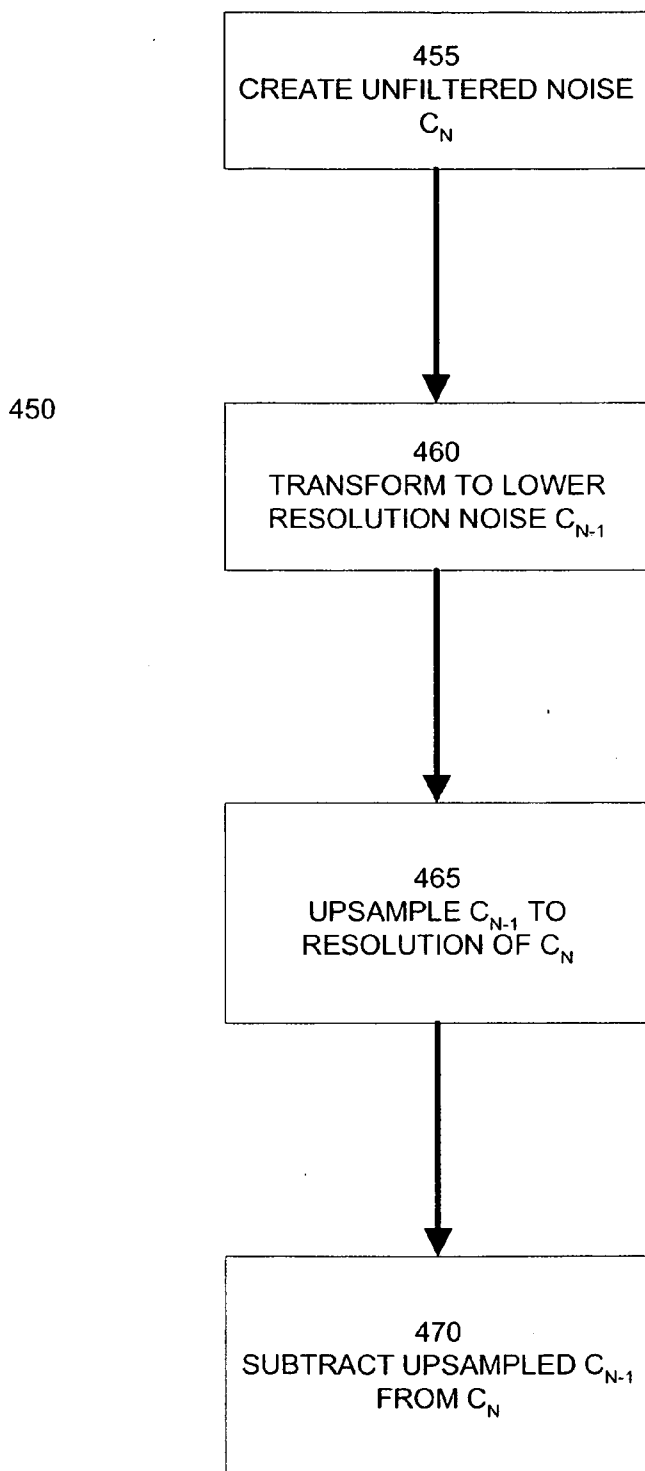 455
CREATE UNFILTERED NOISE
C_N
450
460
TRANSFORM TO LOWER
RESOLUTION NOISE C_N-1
465
UPSAMPLE C_N-1 TO
RESOLUTION OF C_N
470
SUBTRACT UPSAMPLED C_N-1
FROM C_N